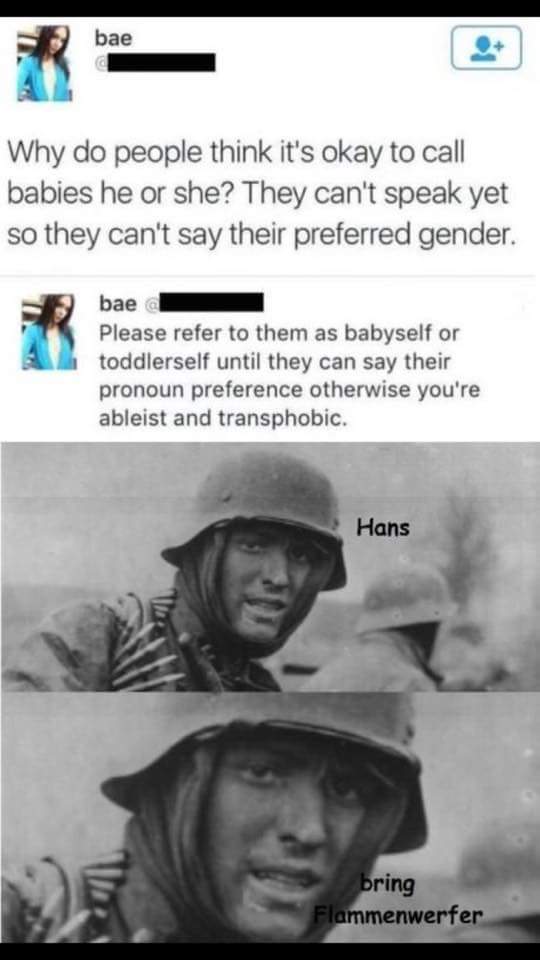 bae
@
Why do people think it's okay to call
babies he or she? They can't speak yet
so they can't say their preferred gender.
bae @
Please refer to them as babyself or
toddlerself until they can say their
pronoun preference otherwise you're
ableist and transphobic.
Hans
bring
Flammenwerfer